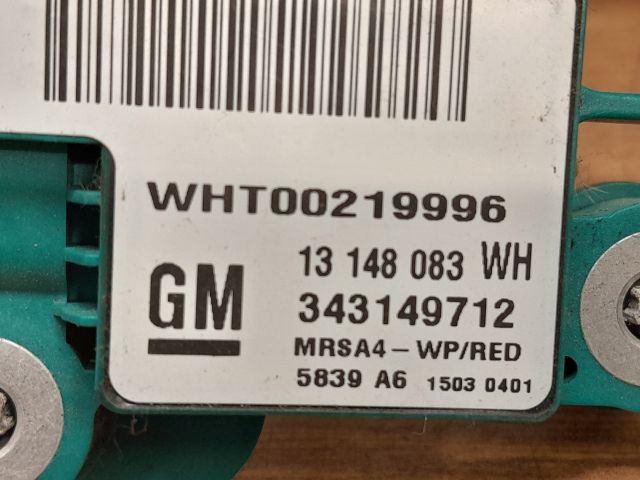 WHT00219996
GM
13 148 083 WH
343149712
MRSA4-WP/RED
5839 A6 1503 0401